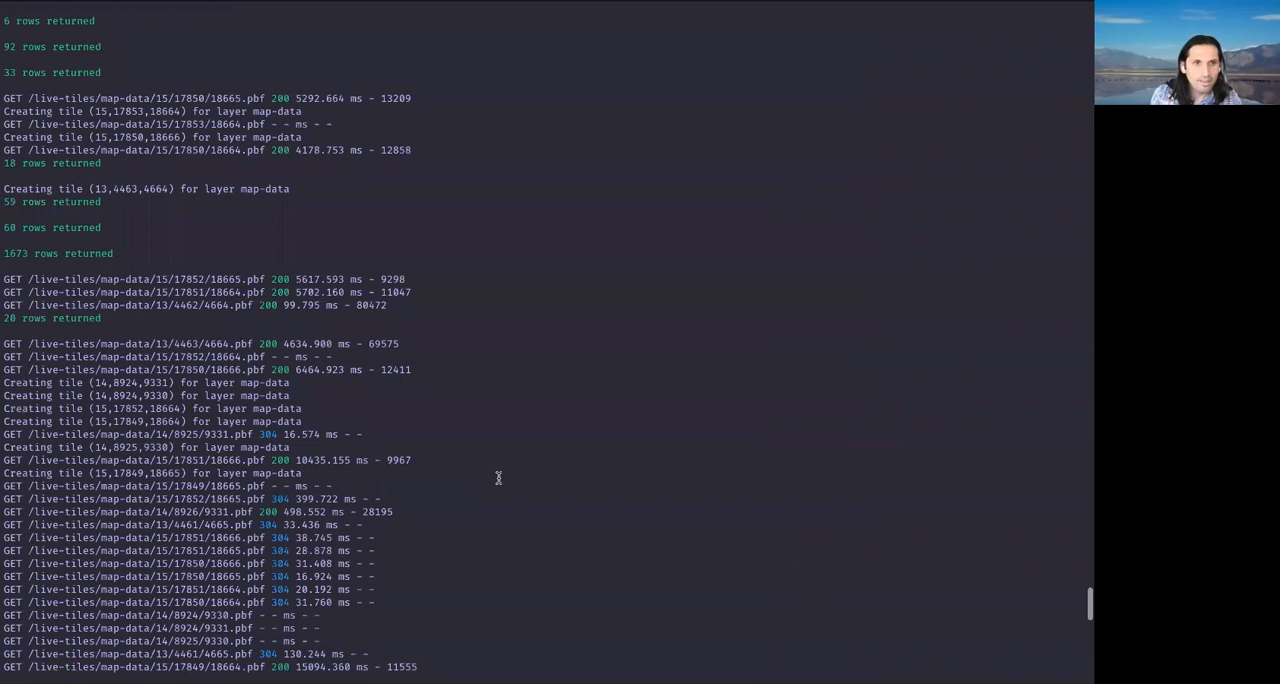 6 rows returned
92 rows returned
33 rows returned
GET /live-tiles/map-data/15/17850/18665.pbf 200 5292.664 ms - 13209
Creating tile (15,17853,18664) for layer map-data
GET /live-tiles/map-data/15/17853/18664.pbf - - ms - -
Creating tile (15,17850,18666) for layer map-data
GET /live-tiles/map-data/15/17850/18664.pbf 200 4178.753 ms - 12858
18 rows returned
Creating tile (13,4463,4664) for layer map-data
59 rows returned
60 rows returned
1673 rows returned
GET /live-tiles/map-data/15/17852/18665.pbf 200 5617.593 ms - 9298
GET /live-tiles/map-data/15/17851/18664.pbf 200 5702.160 ms - 11047
GET /live-tiles/map-data/13/4462/4664.pbf 200 99.795 ms - 80472
20 rows returned
GET /live-tiles/map-data/13/4463/4664.pbf 200 4634.900 ms - 69575
GET /live-tiles/map-data/15/17852/18664.pbf - - ms - -
GET /live-tiles/map-data/15/17850/18666.pbf 200 6464.923 ms - 12411
Creating tile (14,8924,9331) for layer map-data
Creating tile (14,8924,9330) for layer map-data
Creating tile (15,17852,18664) for layer map-data
Creating tile (15,17849,18664) for layer map-data
GET /live-tiles/map-data/14/8925/9331.pbf 304 16.574 ms - -
Creating tile (14,8925,9330) for layer map-data
GET /live-tiles/map-data/15/17851/18666.pbf 200 10435.155 ms - 9967
Creating tile (15,17849,18665) for layer map-data
GET /live-tiles/map-data/15/17849/18665.pbf - - ms - -
GET /live-tiles/map-data/15/17852/18665.pbf 304 399.722 ms - -
GET /live-tiles/map-data/14/8926/9331.pbf 200 498.552 ms - 28195
GET /live-tiles/map-data/13/4461/4665.pbf 304 33.436 ms - -
GET /live-tiles/map-data/15/17851/18666.pbf 304 38.745 ms - -
GET /live-tiles/map-data/15/17851/18665.pbf 304 28.878 ms - -
GET /live-tiles/map-data/15/17850/18666.pbf 304 31.408 ms - -
GET /live-tiles/map-data/15/17850/18665.pbf 304 16.924 ms - -
GET /live-tiles/map-data/15/17851/18664.pbf 304 20.192 ms - -
GET /live-tiles/map-data/15/17850/18664.pbf 304 31.760 ms - -
GET /live-tiles/map-data/14/8924/9330.pbf - - ms - -
GET /live-tiles/map-data/14/8924/9331.pbf - - ms - -
GET /live-tiles/map-data/14/8925/9330.pbf - - ms - -
GET /live-tiles/map-data/13/4461/4665.pbf 304 130.244 ms - -
GET /live-tiles/map-data/15/17849/18664.pbf 200 15094.360 ms - 11555